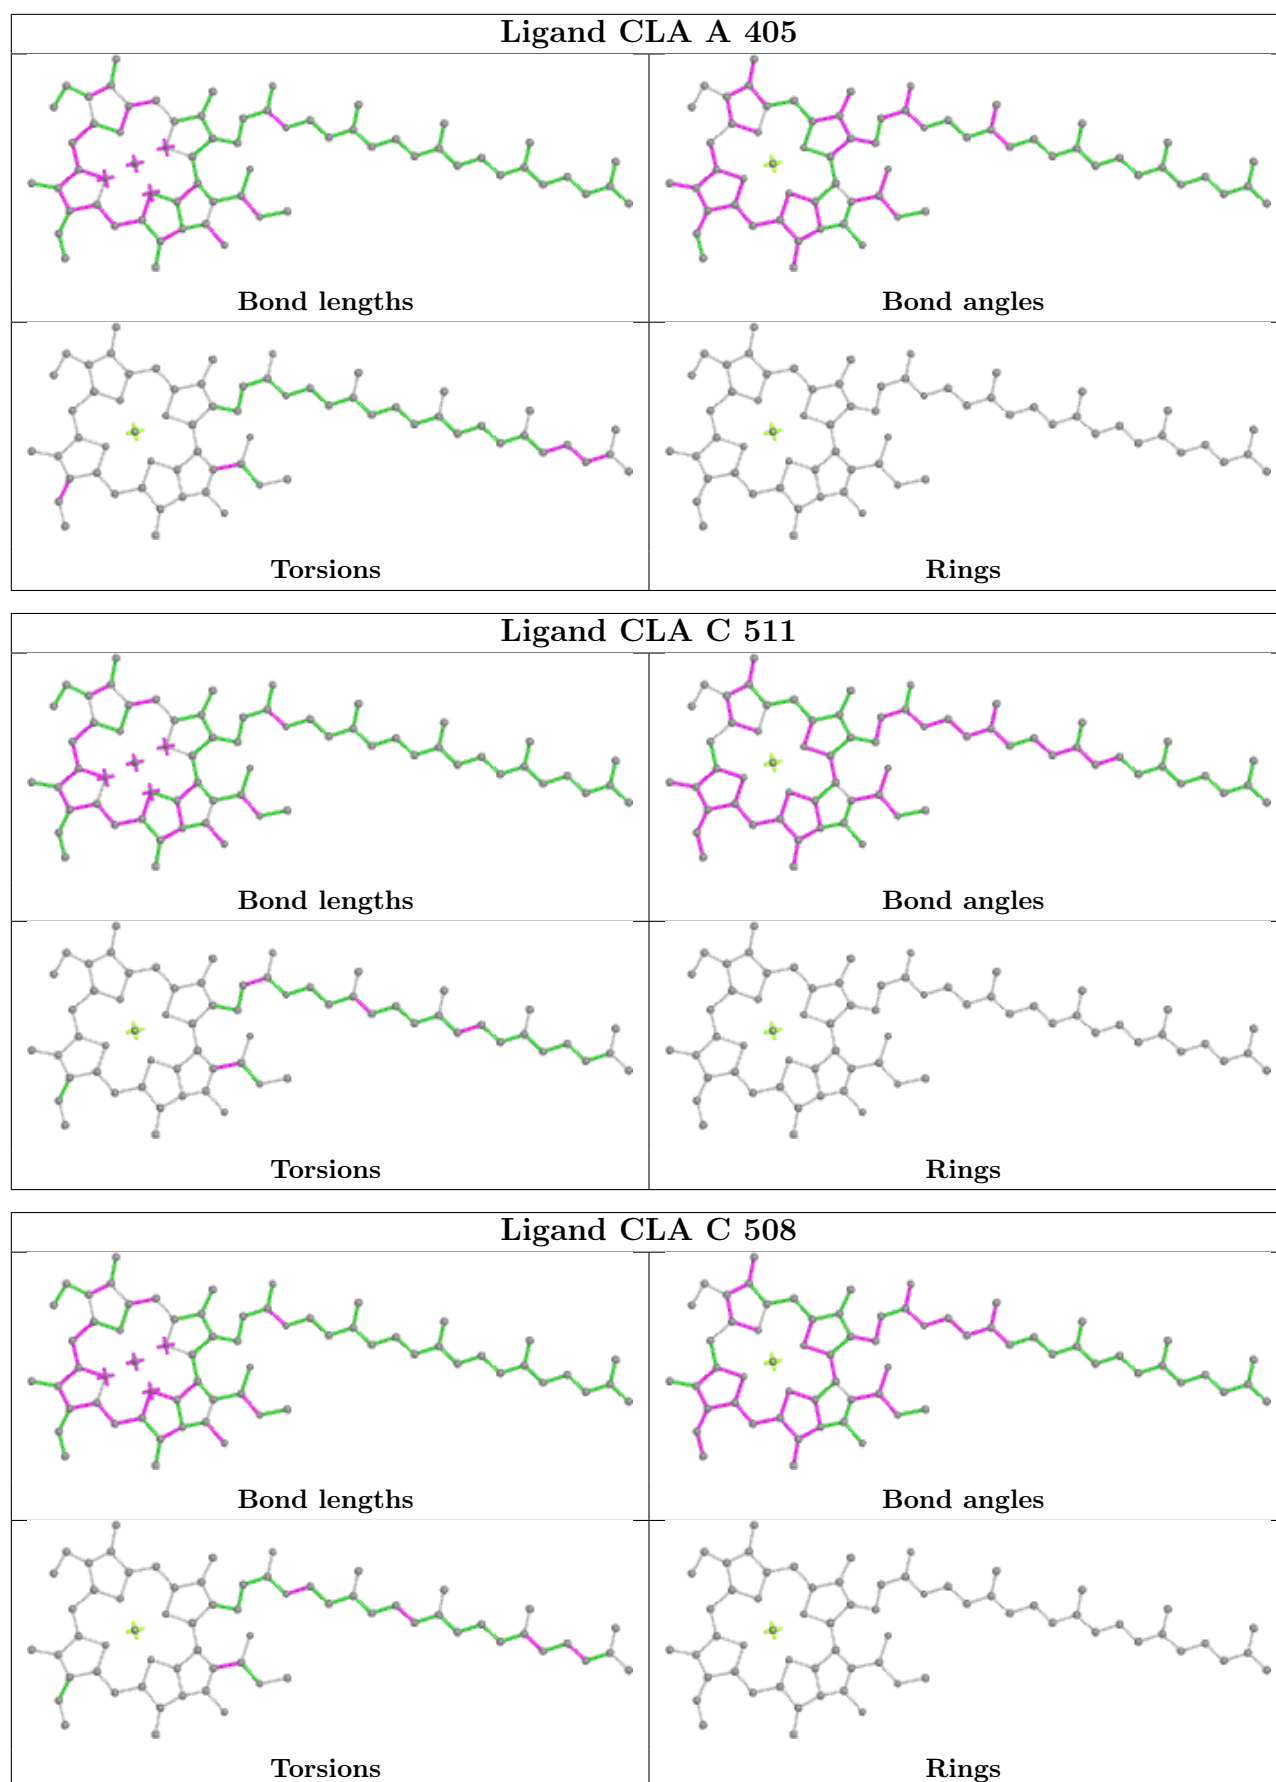 Ligand CLA A 405
Bond lengths
Bond angles
Torsions
Rings
Ligand CLA C 511
Bond lengths
Bond angles
Torsions
Rings
Ligand CLA C 508
Bond lengths
Bond angles
Torsions
Rings